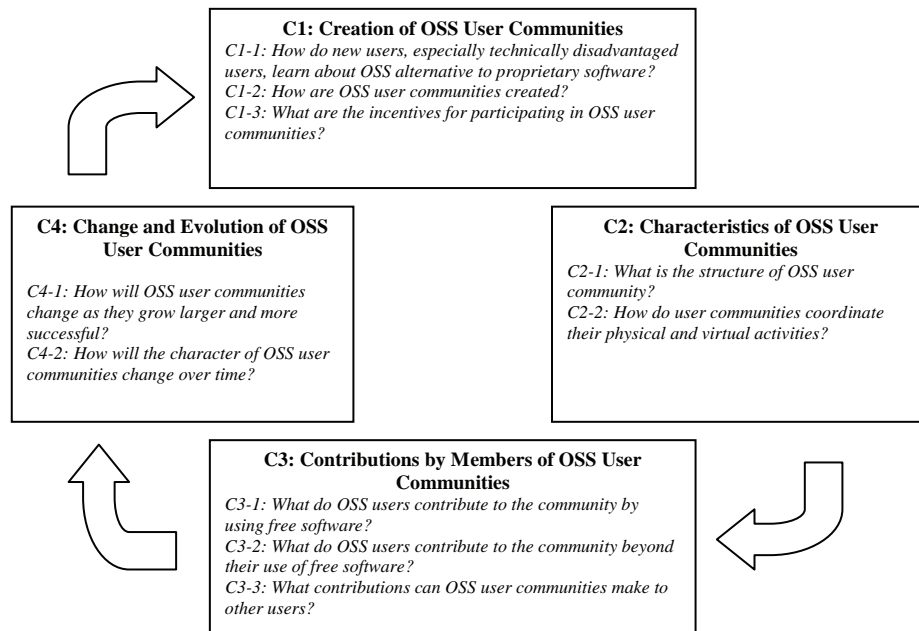 C1: Creation of OSS User Communities
C1-1: How do new users, especially technically disadvantaged
users, learn about OSS alternative to proprietary software?
C1-2: How are OSS user communities created?
C1-3: What are the incentives for participating in OSS user
communities?
C4: Change and Evolution of OSS
User Communities
C4-1: How will OSS user communities
change as they grow larger and more
successful?
C4-2: How will the character of OSS user
communities change over time?
C2: Characteristics of OSS User
Communities
C2-1: What is the structure of OSS user
community?
C2-2: How do user communities coordinate
their physical and virtual activities?
C3: Contributions by Members of OSS User
Communities
C3-1: What do OSS users contribute to the community by
using free software?
C3-2: What do OSS users contribute to the community beyond
their use of free software?
C3-3: What contributions can OSS user communities make to
other users?